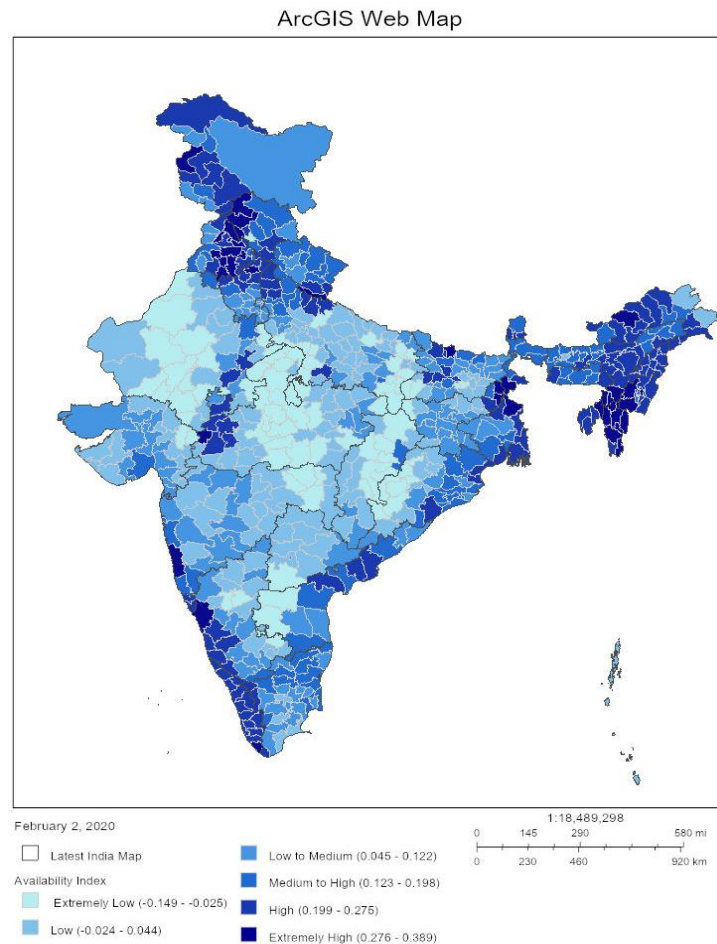 ArcGIS Web Map
February 2, 2020
Latest India Map
Availability Index
Extremely Low (-0.149 - -0.025)
Low (-0.024 - 0.044)
Low to Medium (0.045 - 0.122)
Medium to High (0.123 - 0.198)
High (0.199 - 0.275)
Extremely High (0.276 - 0.389)
1:18,489,298
0 145 290 580 mi
0 230 460 920 km